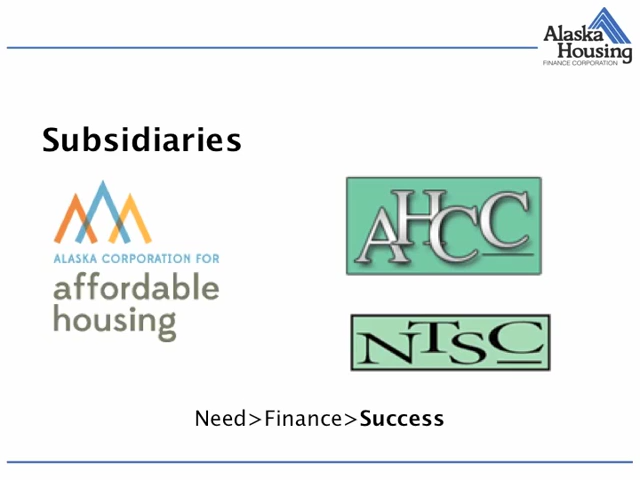 Alaska
Housing
FINANCE CORPORATION
Subsidiaries
ALASKA CORPORATION FOR
affordable
housing
AHCC
NTSC
Need>Finance>Success